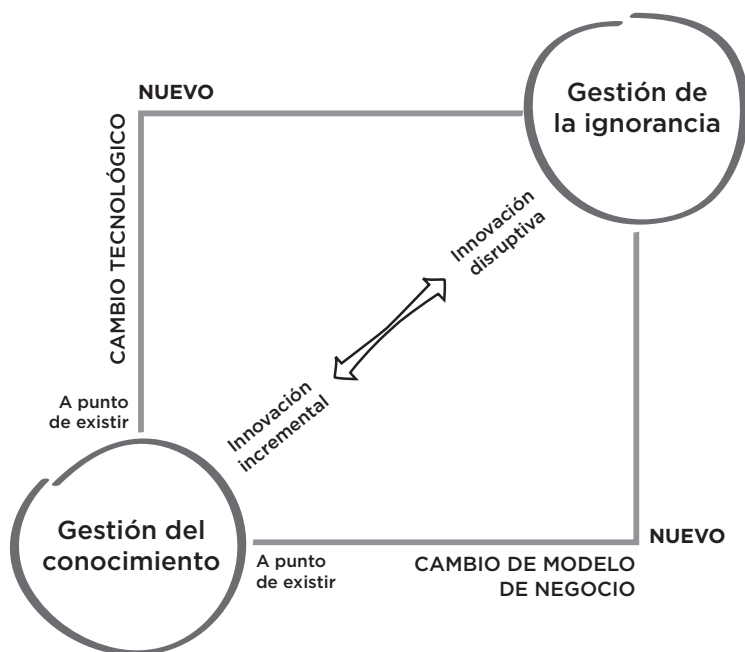 NUEVO
Gestión de
la ignorancia
CAMBIO TECNOLÓGICO
Innovación
disruptiva
A punto
de existir
Innovación
incremental
Gestión del
conocimiento
A punto
de existir
CAMBIO DE MODELO
DE NEGOCIO
NUEVO